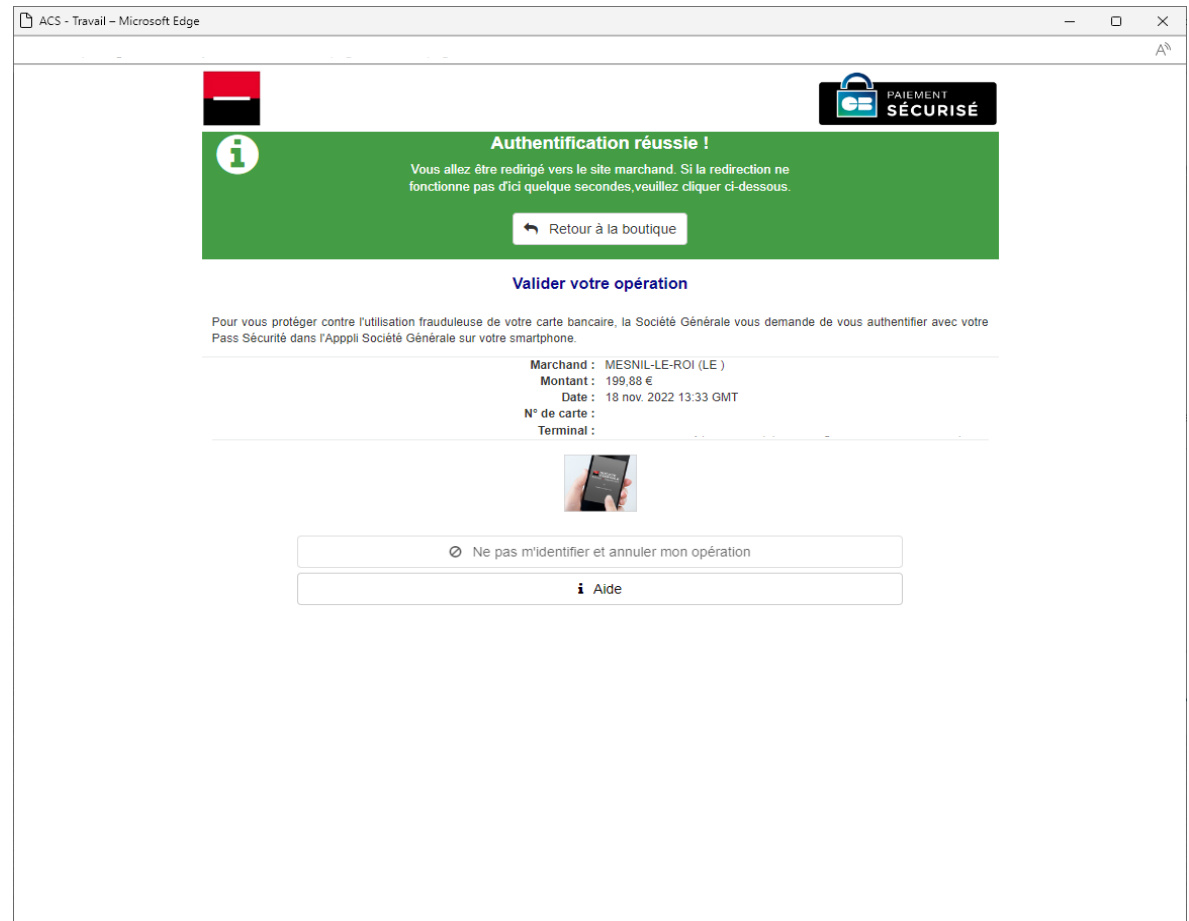 ACS - Travail – Microsoft Edge
PAIEMENT
SÉCURISÉ
Authentification réussie !
Vous allez être redirigé vers le site marchand. Si la redirection ne
fonctionne pas d'ici quelque secondes,veuillez cliquer ci-dessous.
Retour à la boutique
Valider votre opération
Pour vous protéger contre l'utilisation frauduleuse de votre carte bancaire, la Société Générale vous demande de vous authentifier avec votre
Pass Sécurité dans l'Apppli Société Générale sur votre smartphone.
Marchand : MESNIL-LE-ROI (LE )
Montant : 199,88 €
Date : 18 nov. 2022 13:33 GMT
N° de carte :
Terminal :
Ne pas m'identifier et annuler mon opération
Aide